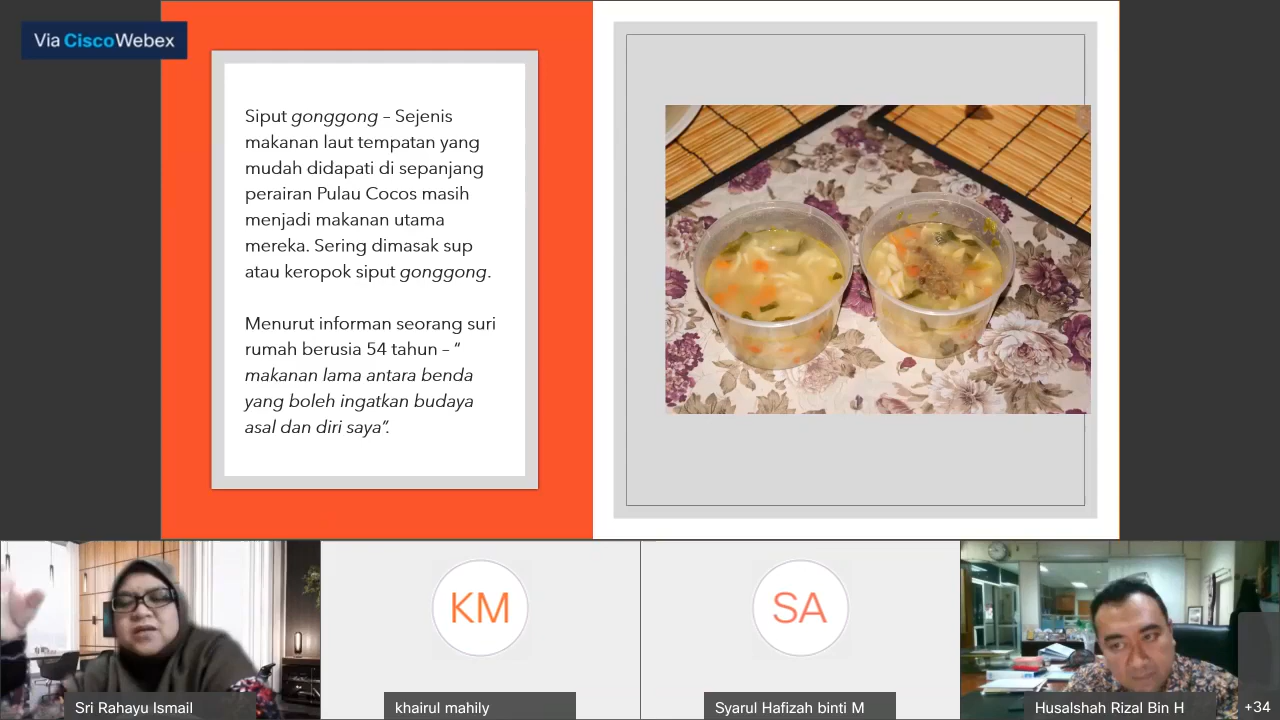 Via CiscoWebex
Siput gonggong – Sejenis
makanan laut tempatan yang
mudah didapati di sepanjang
perairan Pulau Cocos masih
menjadi makanan utama
mereka. Sering dimasak sup
atau keropok siput gonggong.
Menurut informan seorang suri
rumah berusia 54 tahun – “
makanan lama antara benda
yang boleh ingatkan budaya
asal dan diri saya”.
KM
SA
Sri Rahayu Ismail
khairul mahily
Syarul Hafizah binti M
Husalshah Rizal Bin H
+34